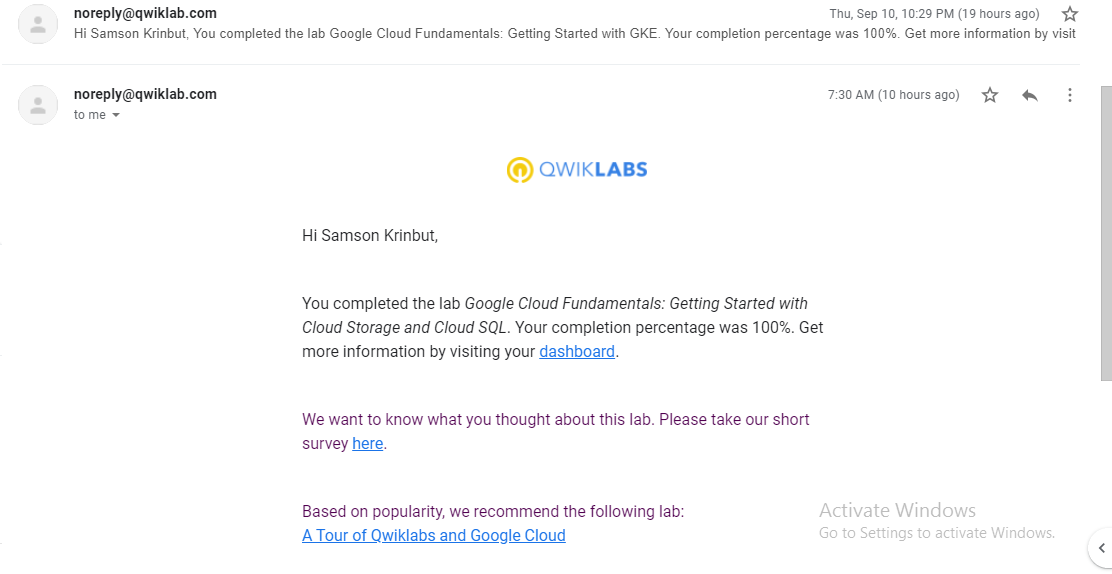 noreply@qwiklab.com
Thu, Sep 10, 10:29 PM (19 hours ago)
Hi Samson Krinbut, You completed the lab Google Cloud Fundamentals: Getting Started with GKE. Your completion percentage was 100%. Get more information by visit
noreply@qwiklab.com
7:30 AM (10 hours ago)
to me
QWIKLABS
Hi Samson Krinbut,
You completed the lab Google Cloud Fundamentals: Getting Started with
Cloud Storage and Cloud SQL. Your completion percentage was 100%. Get
more information by visiting your dashboard.
We want to know what you thought about this lab. Please take our short
survey here.
Based on popularity, we recommend the following lab:
A Tour of Qwiklabs and Google Cloud
Activate Windows
Go to Settings to activate Windows.